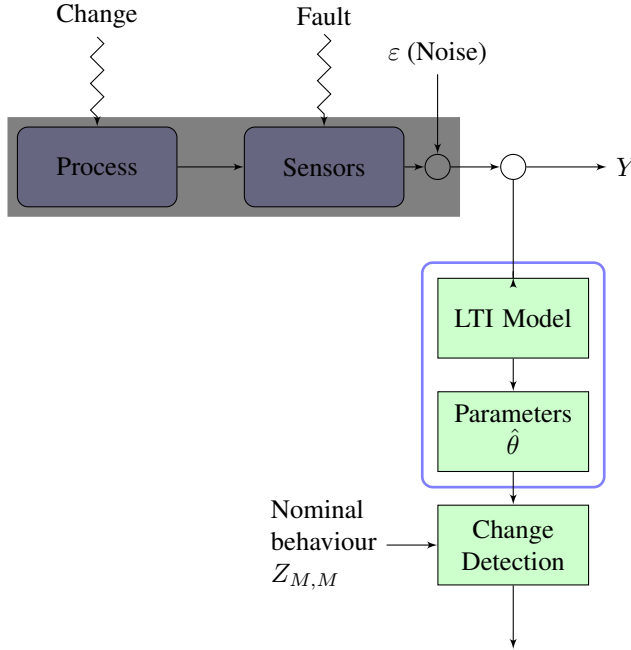 Change
Fault
ε (Noise)
Process
Sensors
Y
LTI Model
Parameters
θ̂
Nominal
behaviour
Z_{M,M}
Change
Detection